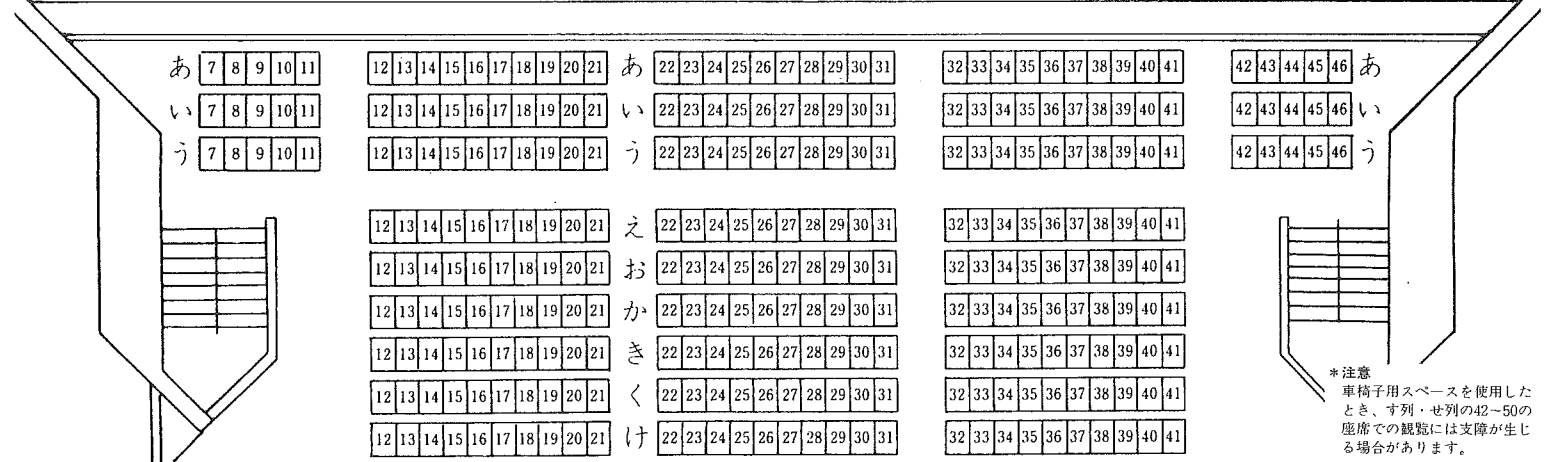 あ 7 8 9 10 11 12 13 14 15 16 17 18 19 20 21 あ 22 23 24 25 26 27 28 29 30 31 32 33 34 35 36 37 38 39 40 41 42 43 44 45 46 あ
い 7 8 9 10 11 12 13 14 15 16 17 18 19 20 21 い 22 23 24 25 26 27 28 29 30 31 32 33 34 35 36 37 38 39 40 41 42 43 44 45 46 い
う 7 8 9 10 11 12 13 14 15 16 17 18 19 20 21 う 22 23 24 25 26 27 28 29 30 31 32 33 34 35 36 37 38 39 40 41 42 43 44 45 46 う
12 13 14 15 16 17 18 19 20 21 え 22 23 24 25 26 27 28 29 30 31 32 33 34 35 36 37 38 39 40 41
12 13 14 15 16 17 18 19 20 21 お 22 23 24 25 26 27 28 29 30 31 32 33 34 35 36 37 38 39 40 41
12 13 14 15 16 17 18 19 20 21 か 22 23 24 25 26 27 28 29 30 31 32 33 34 35 36 37 38 39 40 41
12 13 14 15 16 17 18 19 20 21 き 22 23 24 25 26 27 28 29 30 31 32 33 34 35 36 37 38 39 40 41
12 13 14 15 16 17 18 19 20 21 く 22 23 24 25 26 27 28 29 30 31 32 33 34 35 36 37 38 39 40 41
12 13 14 15 16 17 18 19 20 21 け 22 23 24 25 26 27 28 29 30 31 32 33 34 35 36 37 38 39 40 41
*注意
車椅子用スペースを使用した
とき、す列・せ列の42~50の
座席での観覧には支障が生じ
る場合があります。